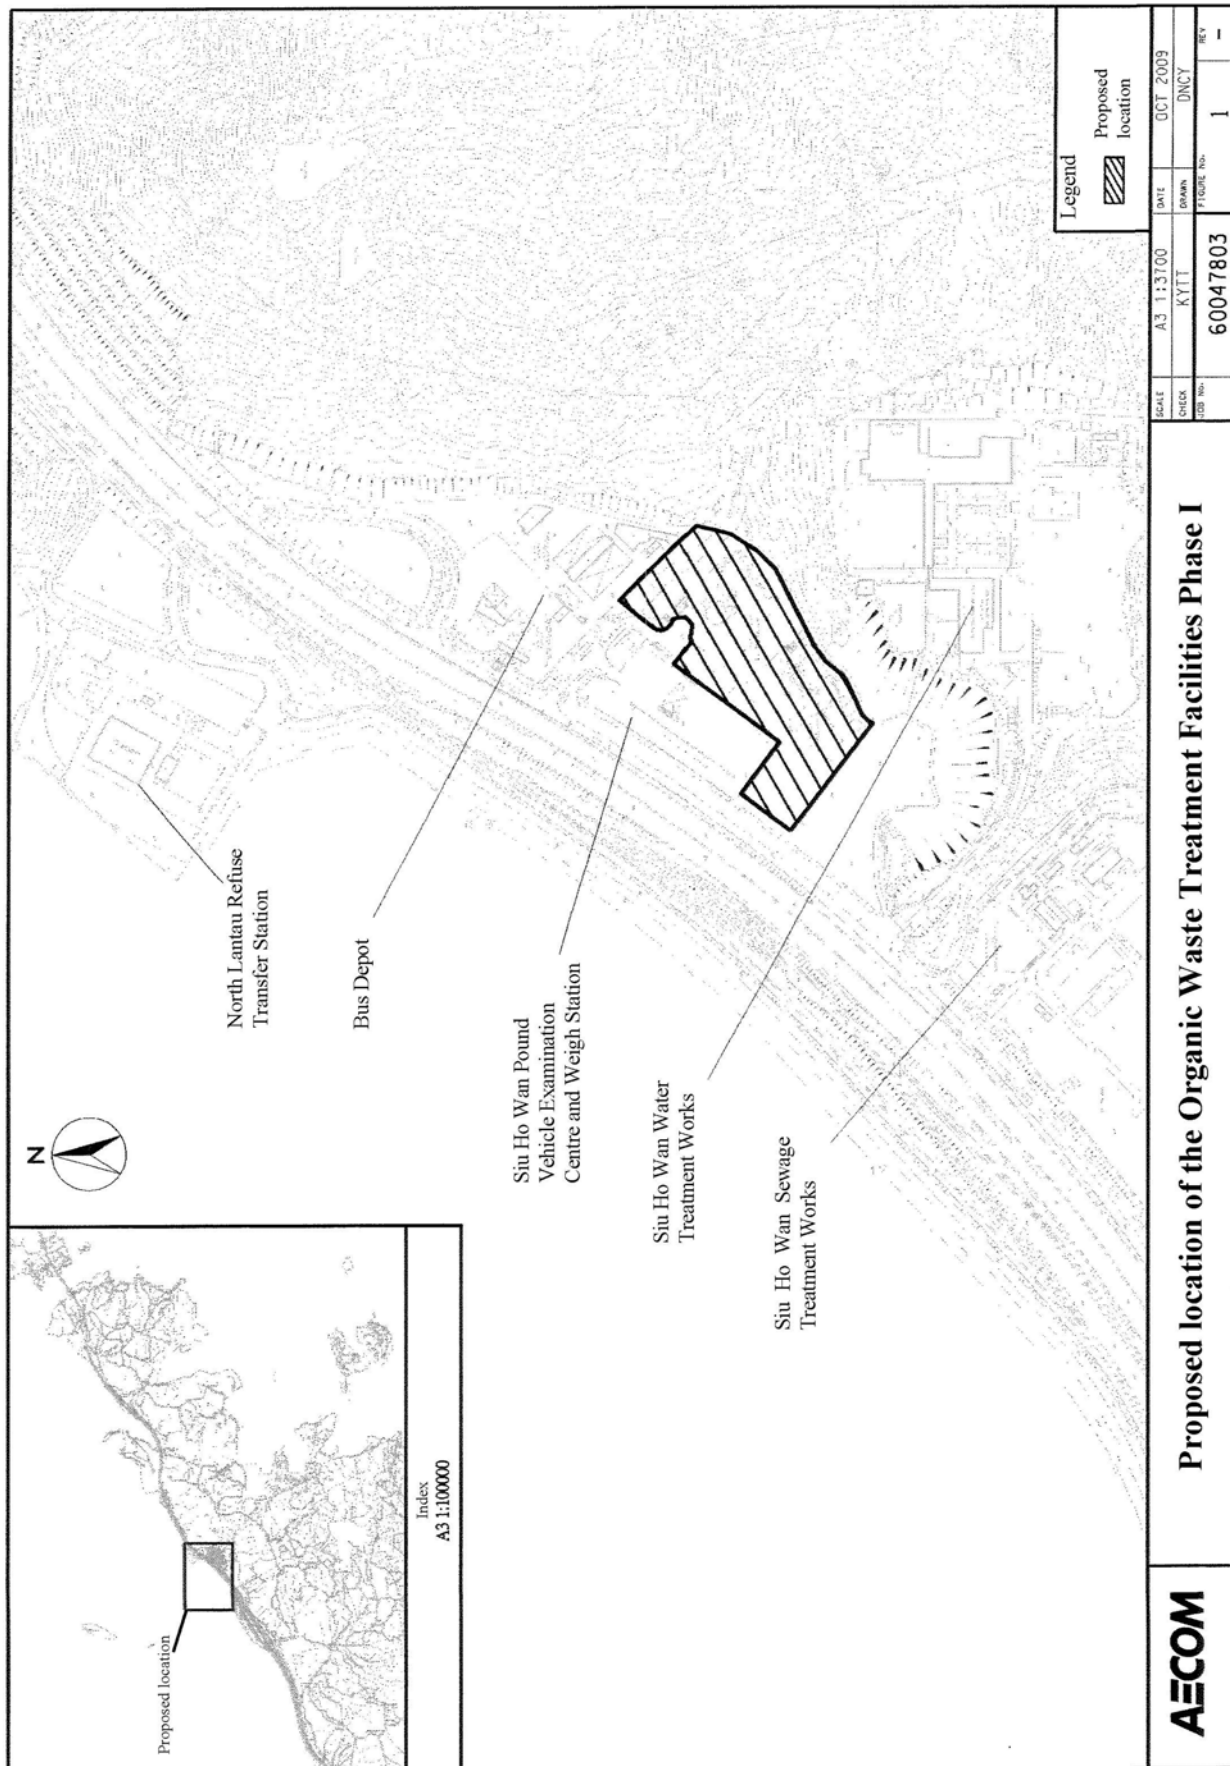 Proposed location
Index
A3 1:100000
N
North Lantau Refuse
Transfer Station
Bus Depot
Siu Ho Wan Pound
Vehicle Examination
Centre and Weigh Station
Siu Ho Wan Water
Treatment Works
Siu Ho Wan Sewage
Treatment Works
Legend
Proposed
location
AECOM
Proposed location of the Organic Waste Treatment Facilities Phase I
SCALE A3 1:3700 DATE OCT 2009
CHECK KYTT DRAWN DNCY
JOB No. 60047803 FIGURE No. 1 REV -